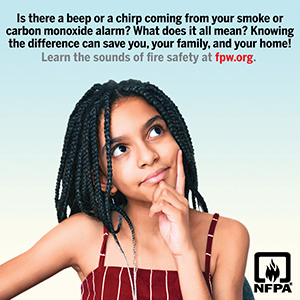 Is there a beep or a chirp coming from your smoke or
carbon monoxide alarm? What does it all mean? Knowing
the difference can save you, your family, and your home!
Learn the sounds of fire safety at fpw.org.
NFPA®